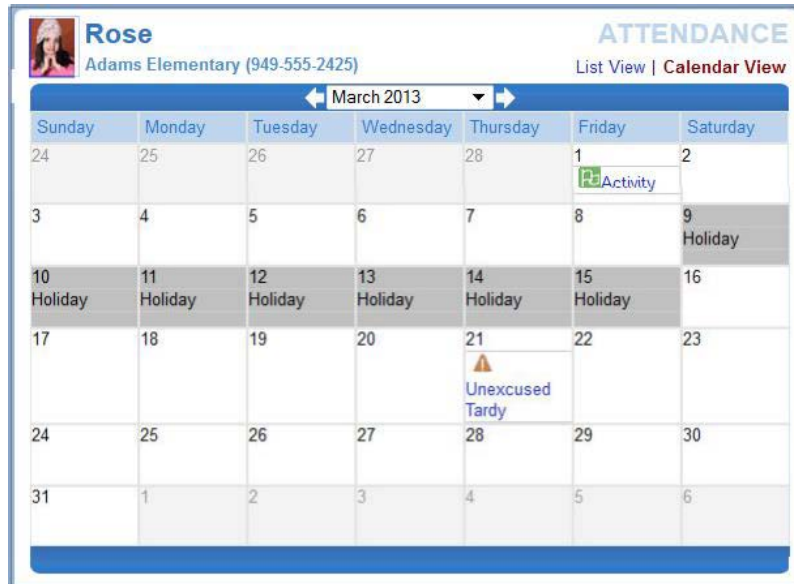 Rose
ATTENDANCE
Adams Elementary (949-555-2425)
List View | Calendar View
March 2013
Sunday Monday Tuesday Wednesday Thursday Friday Saturday
24 25 26 27 28 1 2
Activity
3 4 5 6 7 8 9
Holiday
10 11 12 13 14 15 16
Holiday Holiday Holiday Holiday Holiday Holiday
17 18 19 20 21 22 23
Unexcused
Tardy
24 25 26 27 28 29 30
31 1 2 3 4 5 6